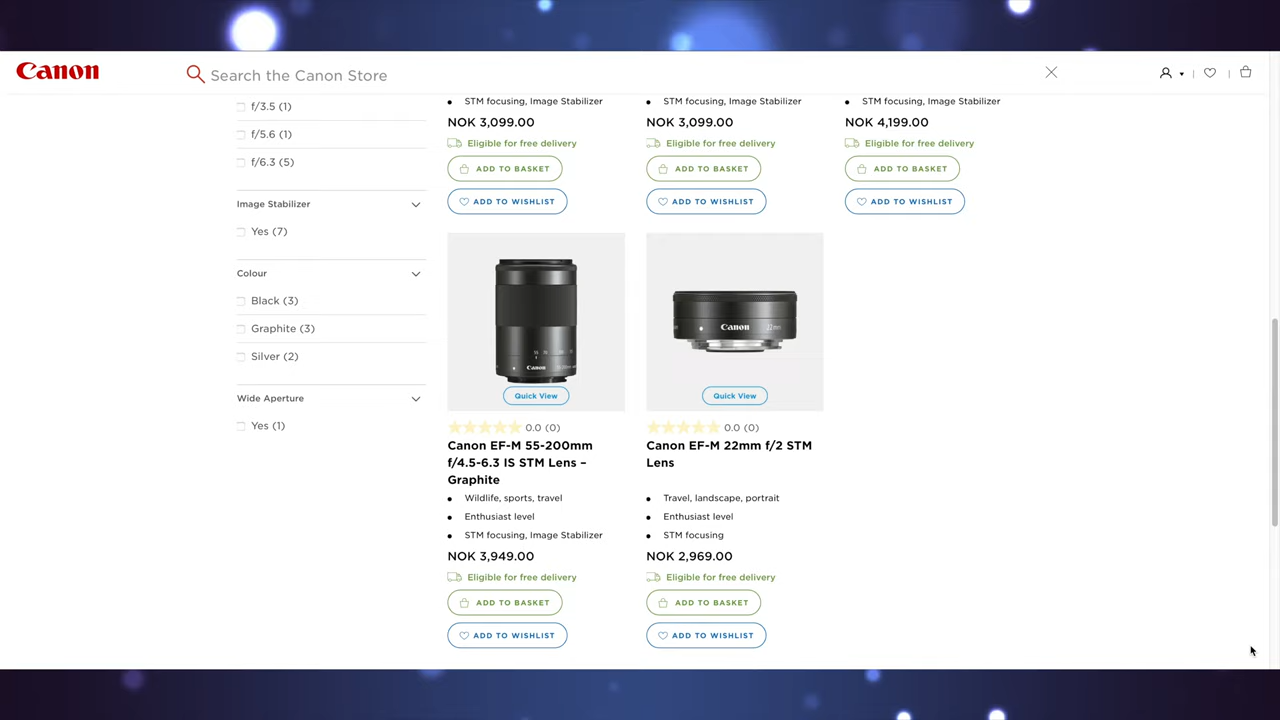 Canon
Search the Canon Store
f/3.5 (1)
f/5.6 (1)
f/6.3 (5)
Image Stabilizer
Yes (7)
Colour
Black (3)
Graphite (3)
Silver (2)
Wide Aperture
Yes (1)
STM focusing, Image Stabilizer
NOK 3,099.00
Eligible for free delivery
ADD TO BASKET
ADD TO WISHLIST
STM focusing, Image Stabilizer
NOK 3,099.00
Eligible for free delivery
ADD TO BASKET
ADD TO WISHLIST
STM focusing, Image Stabilizer
NOK 4,199.00
Eligible for free delivery
ADD TO BASKET
ADD TO WISHLIST
Canon
Quick View
0.0 (0)
Canon EF-M 55-200mm
f/4.5-6.3 IS STM Lens –
Graphite
Wildlife, sports, travel
Enthusiast level
STM focusing, Image Stabilizer
NOK 3,949.00
Eligible for free delivery
ADD TO BASKET
ADD TO WISHLIST
Canon 22mm
Quick View
0.0 (0)
Canon EF-M 22mm f/2 STM
Lens
Travel, landscape, portrait
Enthusiast level
STM focusing
NOK 2,969.00
Eligible for free delivery
ADD TO BASKET
ADD TO WISHLIST